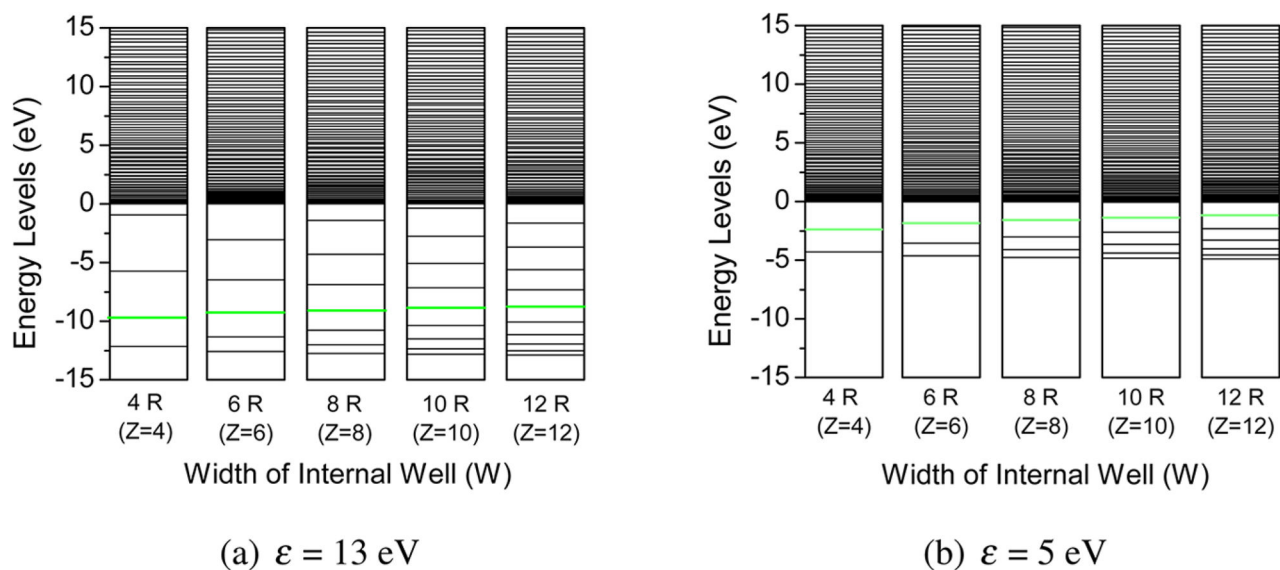 15
10
5
0
-5
-10
-15
Energy Levels (eV)
4 R 6 R 8 R 10 R 12 R
(Z=4) (Z=6) (Z=8) (Z=10) (Z=12)
Width of Internal Well (W)
(a) ε = 13 eV
15
10
5
0
-5
-10
-15
Energy Levels (eV)
4 R 6 R 8 R 10 R 12 R
(Z=4) (Z=6) (Z=8) (Z=10) (Z=12)
Width of Internal Well (W)
(b) ε = 5 eV